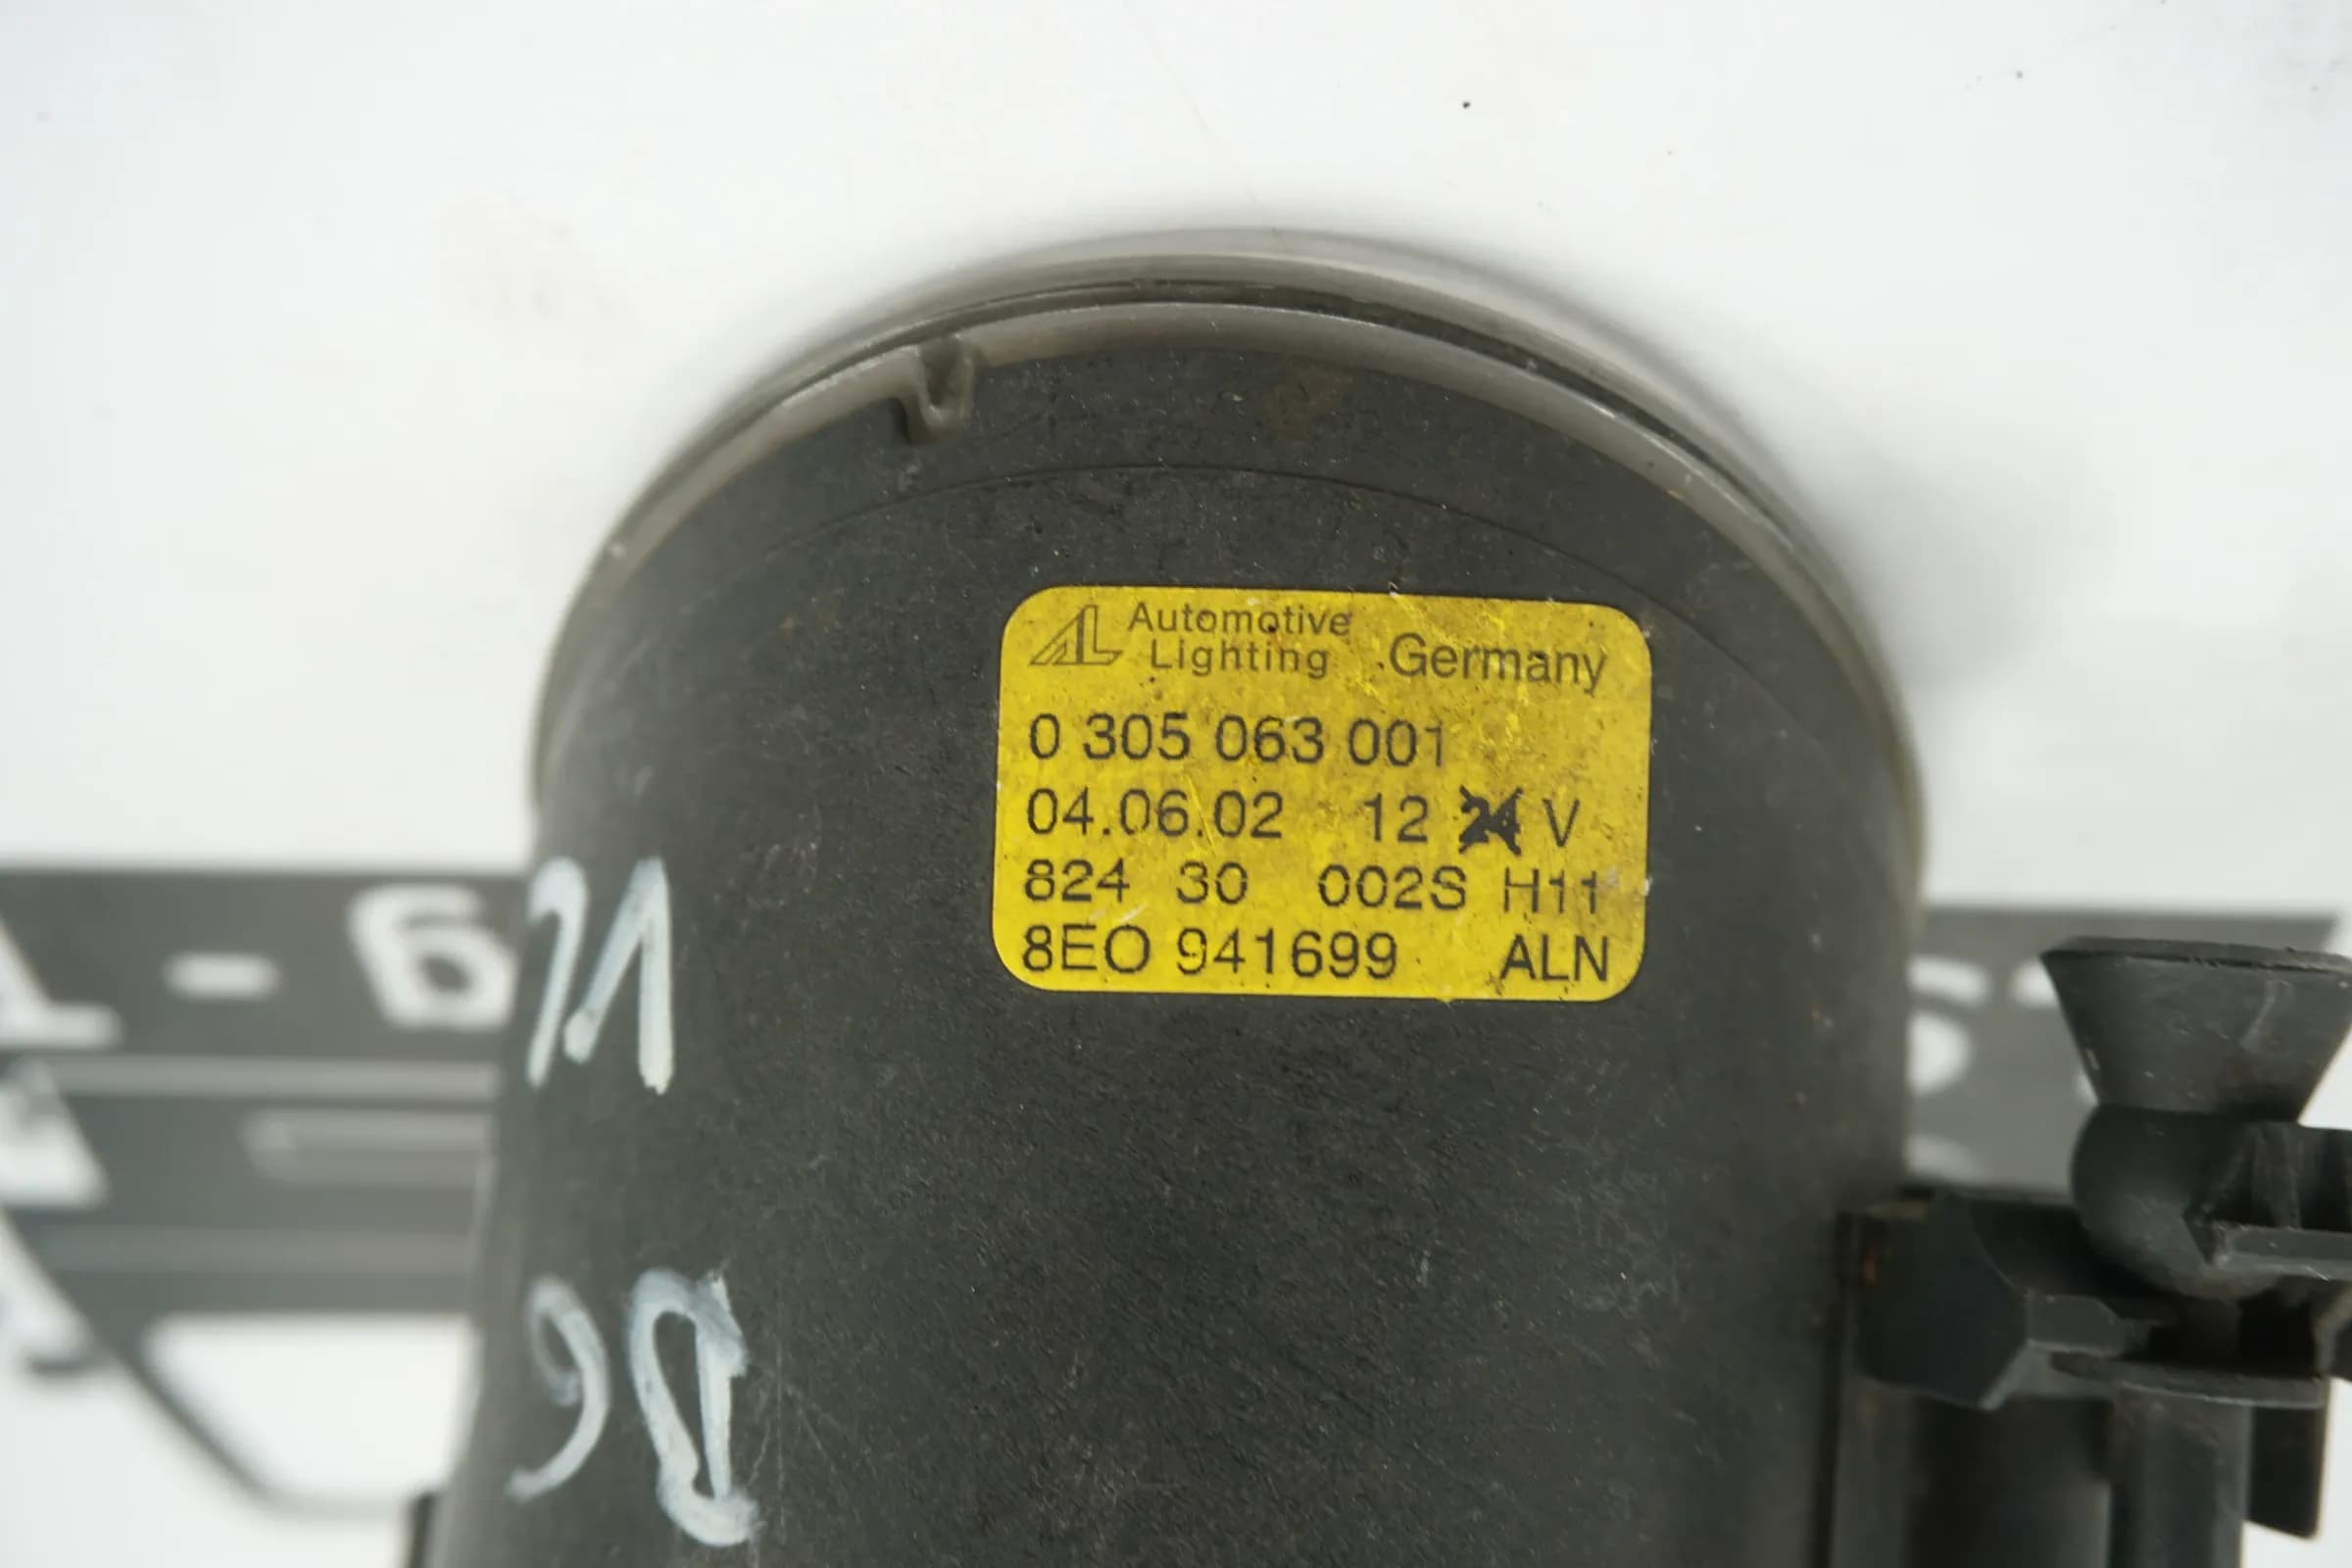 AL Automotive Lighting Germany
0 305 063 001
04.06.02 12 24 V
824 30 002S H11
8EO 941699 ALN